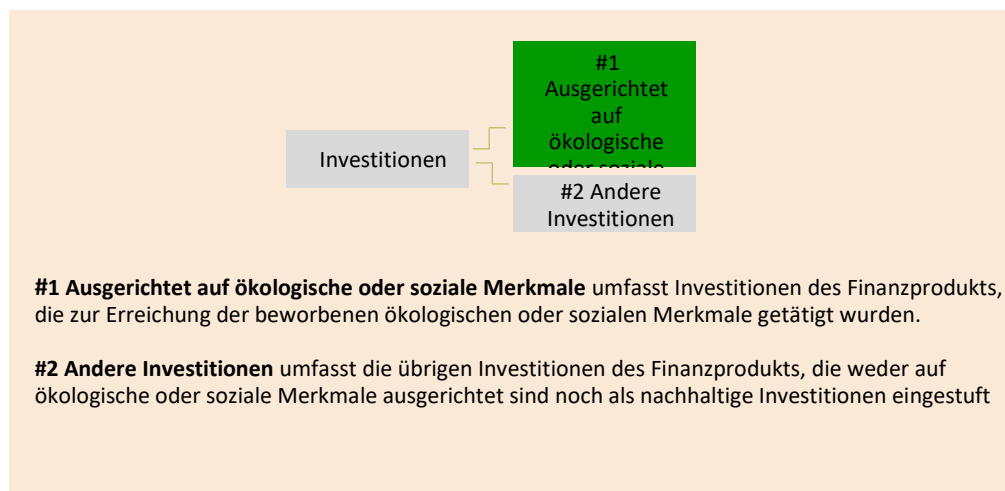 #1
Ausgerichtet
auf
ökologische
oder soziale
Investitionen
#2 Andere
Investitionen
#1 Ausgerichtet auf ökologische oder soziale Merkmale umfasst Investitionen des Finanzprodukts,
die zur Erreichung der beworbenen ökologischen oder sozialen Merkmale getätigt wurden.
#2 Andere Investitionen umfasst die übrigen Investitionen des Finanzprodukts, die weder auf
ökologische oder soziale Merkmale ausgerichtet sind noch als nachhaltige Investitionen eingestuft